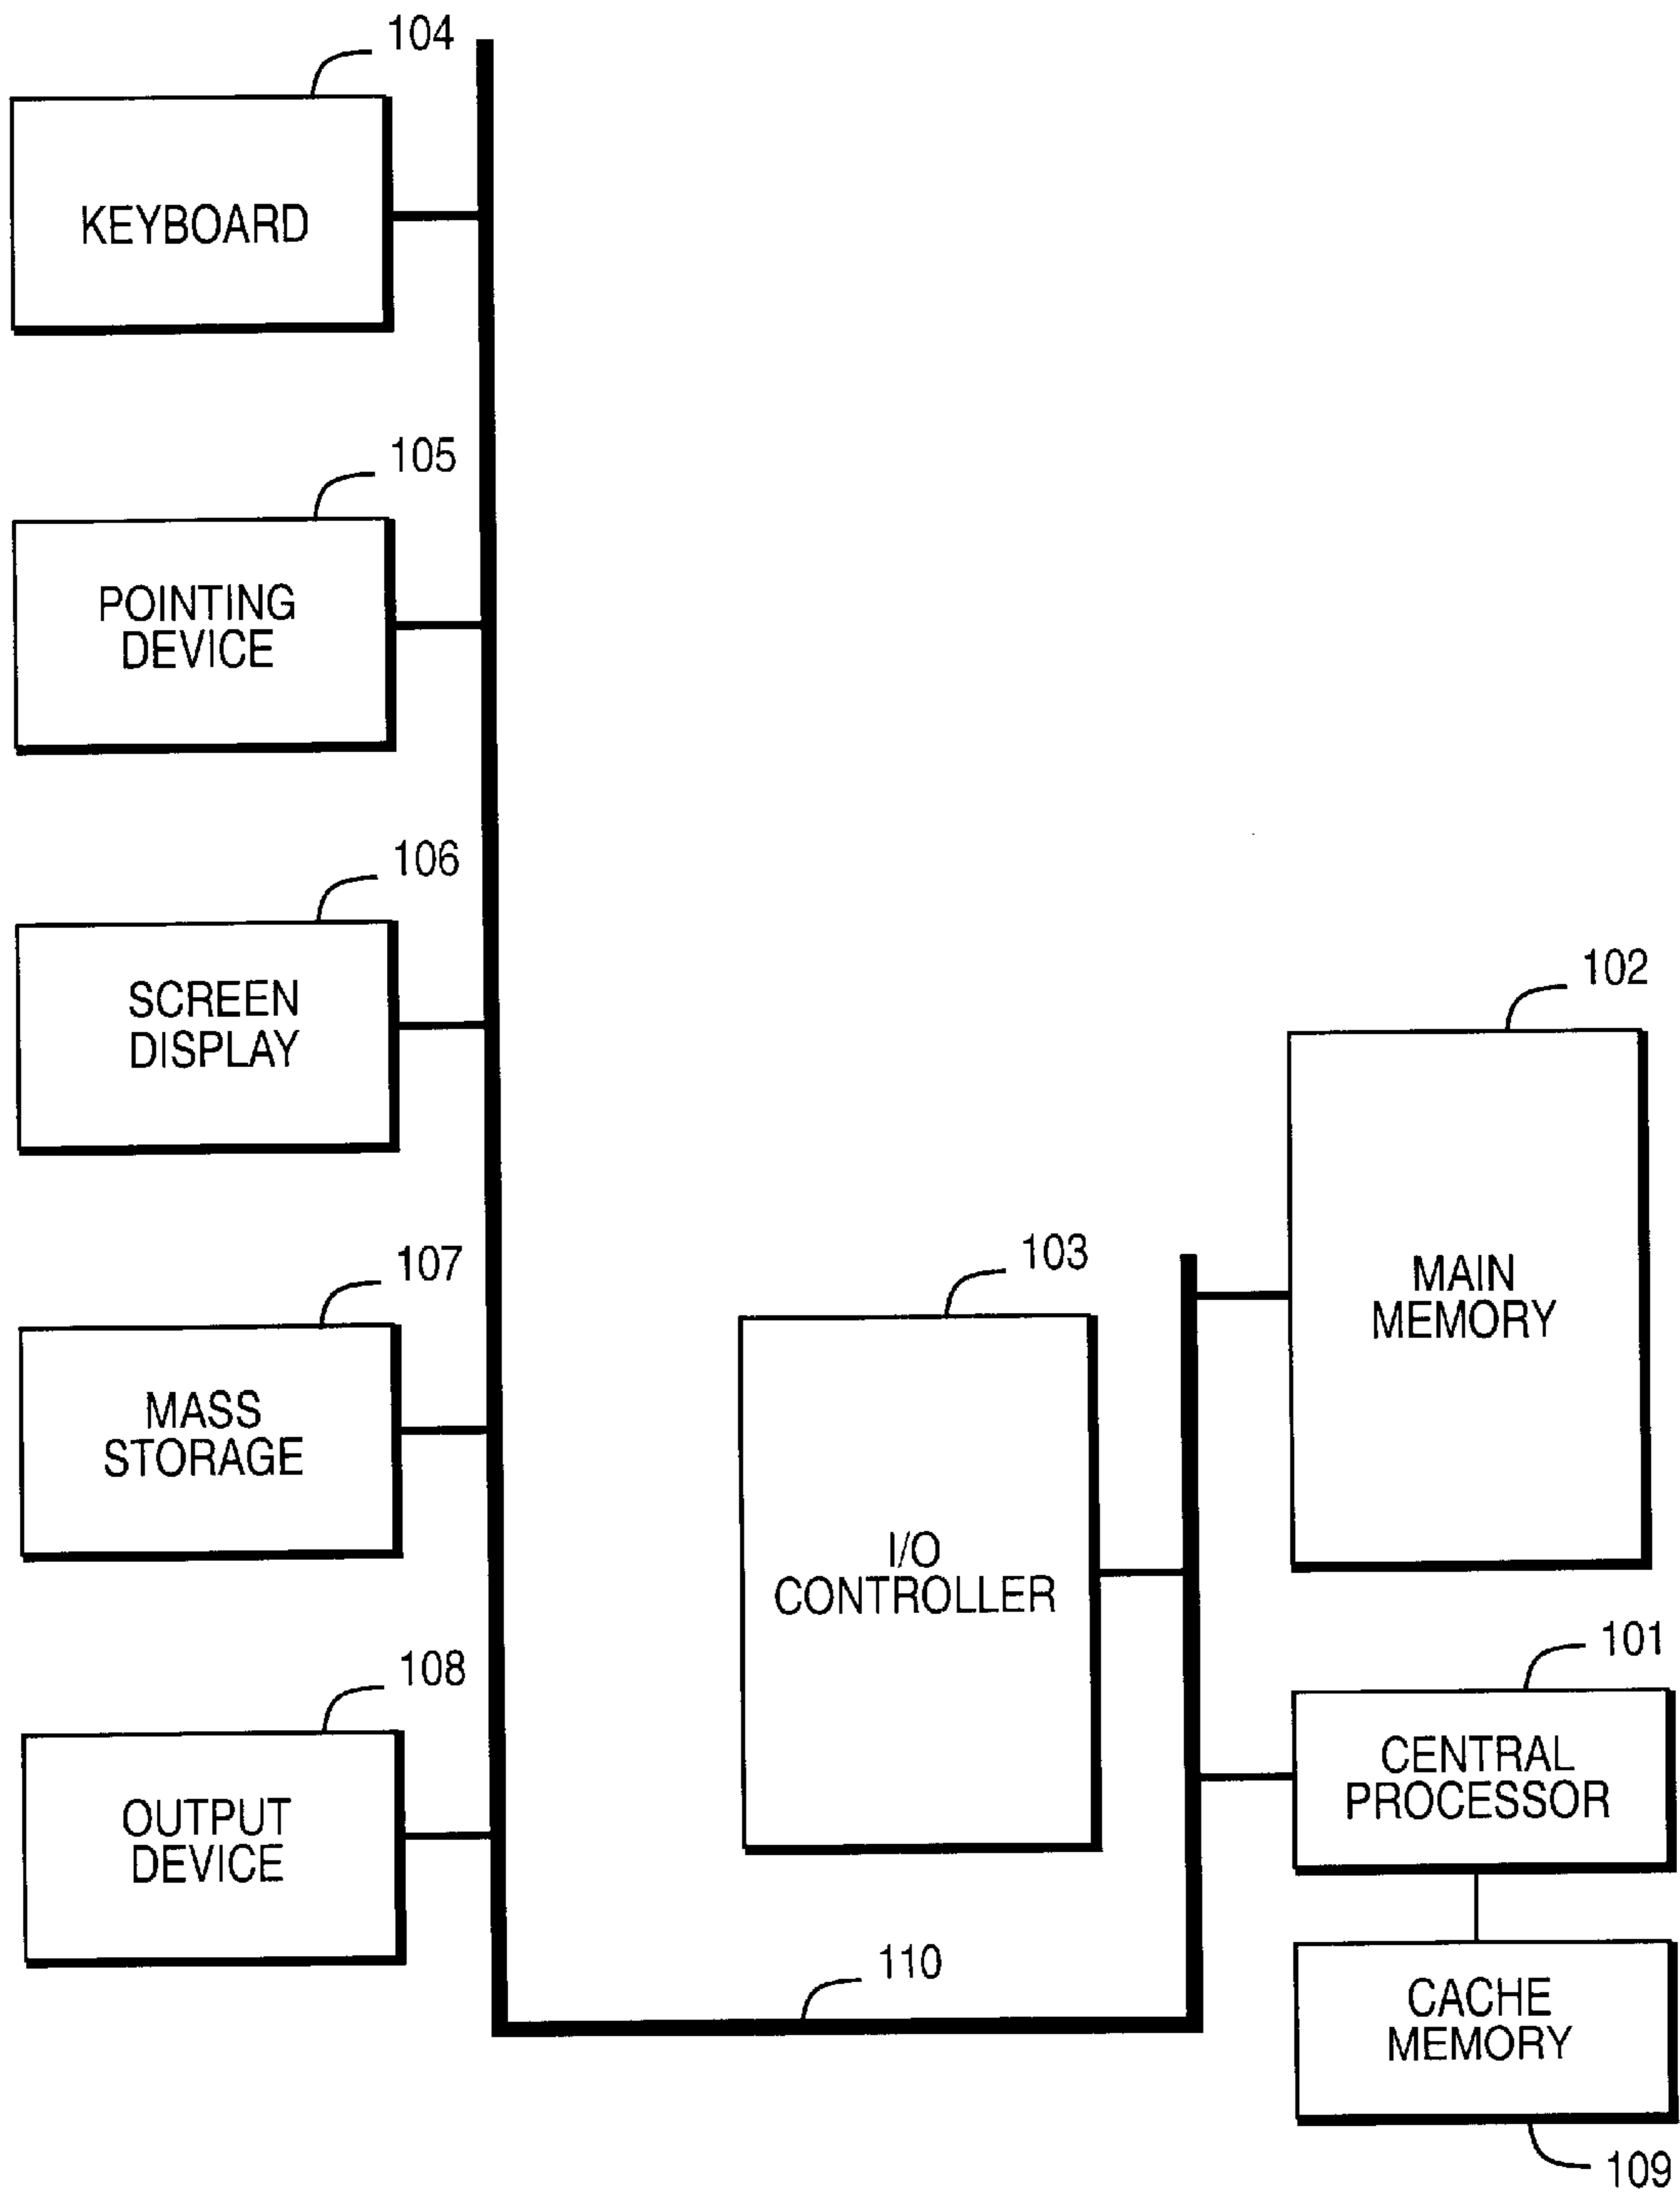 104
KEYBOARD
105
POINTING
DEVICE
106
SCREEN
DISPLAY
107
MASS
STORAGE
108
OUTPUT
DEVICE
103
I/O
CONTROLLER
102
MAIN
MEMORY
101
CENTRAL
PROCESSOR
110
CACHE
MEMORY
109